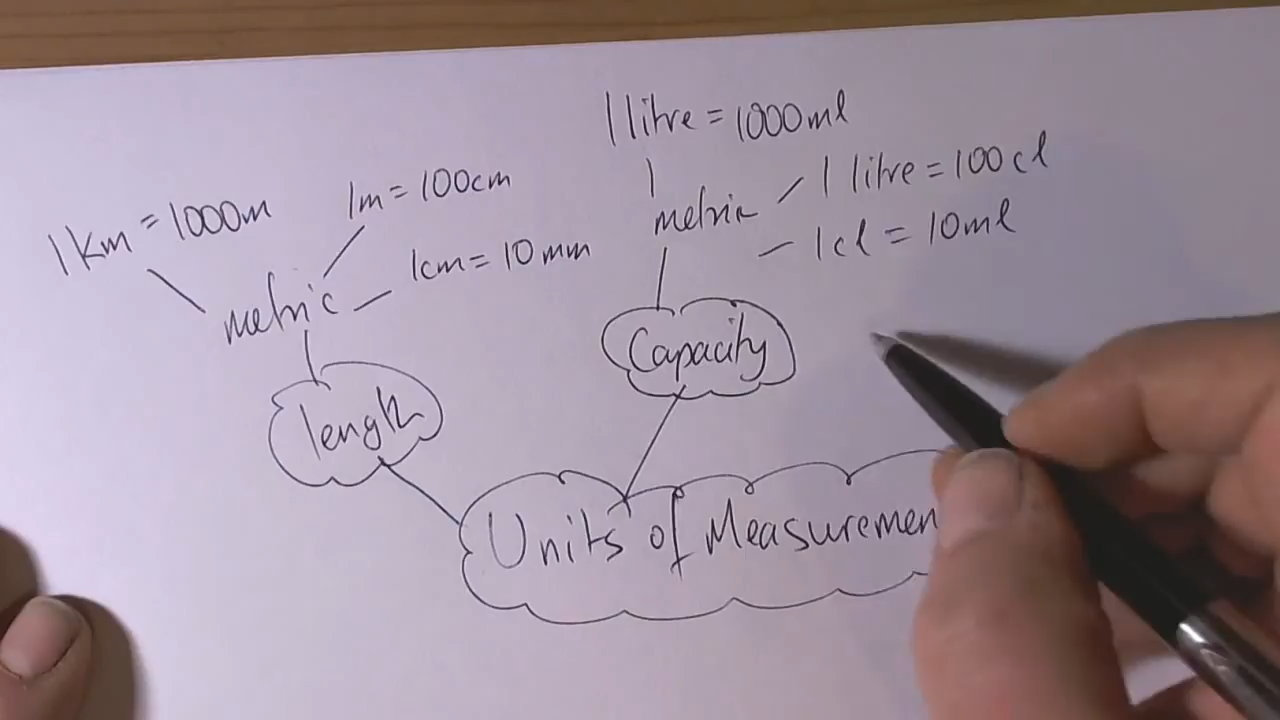 1 litre = 1000ml
1 litre = 100cl
1cl = 10ml
metric
Capacity
1km = 1000m
1m = 100cm
1cm = 10mm
metric
length
Units of Measuremen